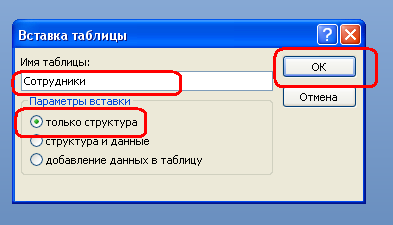 Вставка таблицы
Имя таблицы:
Сотрудники
OK
Отмена
Параметры вставки
только структура
структура и данные
добавление данных в таблицу